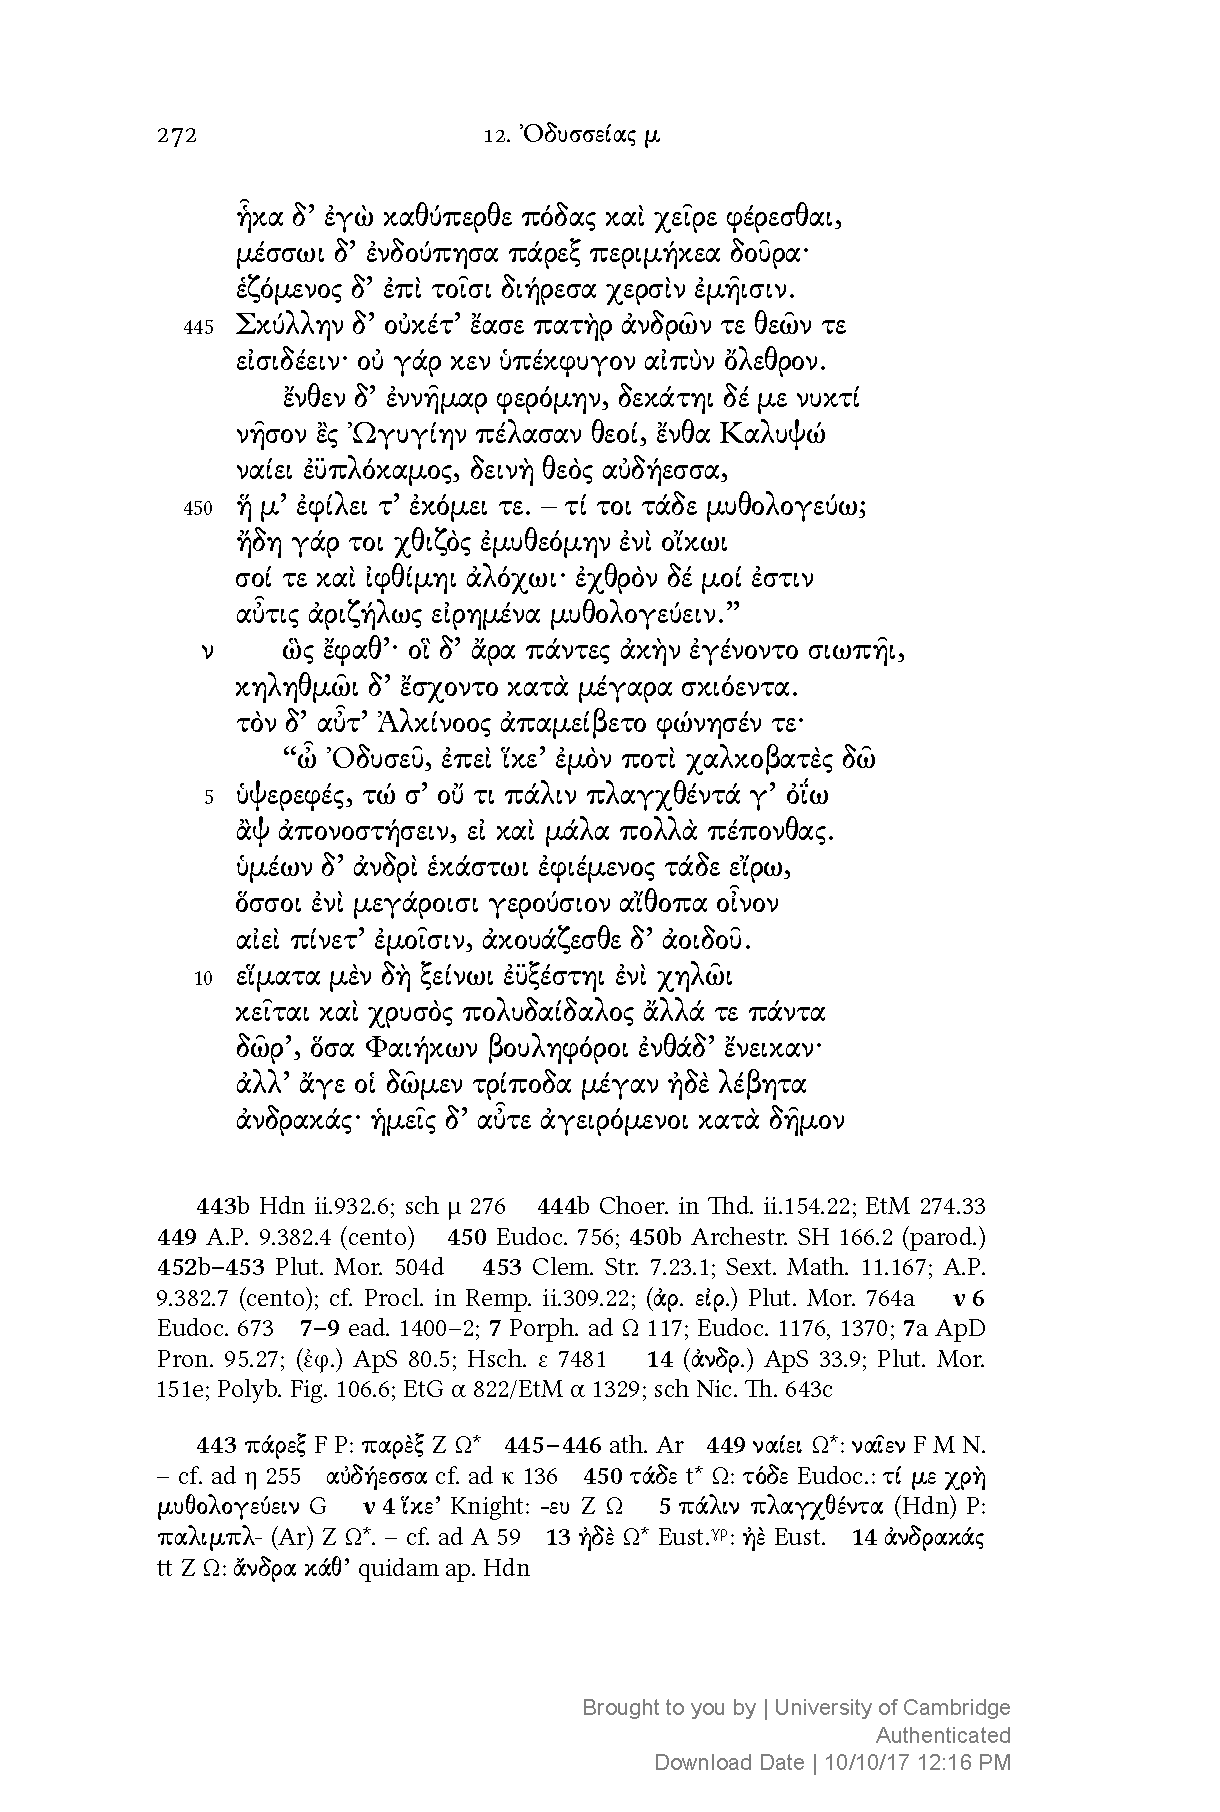 272 12. Ὀδυσσείας μ
ἧκα δ’ ἐγὼ καθύπερθε πόδας καὶ χεῖρε φέρεσθαι,
μέσσωι δ’ ἐνδούπησα πάρεξ περιμήκεα δοῦρα·
ἑζόμενος δ’ ἐπὶ τοῖσι διήρεσα χερσὶν ἐμῆισιν.
445 Σκύλλην δ’ οὐκέτ’ ἔασε πατὴρ ἀνδρῶν τε θεῶν τε
εἰσιδέειν· οὐ γάρ κεν ὑπέκφυγον αἰπὺν ὄλεθρον.
ἔνθεν δ’ ἐννῆμαρ φερόμην, δεκάτηι δέ με νυκτί
νῆσον ἒς Ὠγυγίην πέλασαν θεοί, ἔνθα Καλυψώ
ναίει ἐϋπλόκαμος, δεινὴ θεὸς αὐδήεσσα,
450 ἥ μ’ ἐφίλει τ’ ἐκόμει τε. – τί τοι τάδε μυθολογεύω;
ἤδη γάρ τοι χθιζὸς ἐμυθεόμην ἐνὶ οἴκωι
σοί τε καὶ ἰφθίμηι ἀλόχωι· ἐχθρὸν δέ μοί ἐστιν
αὖτις ἀριζήλως εἰρημένα μυθολογεύειν.”
ν ὣς ἔφαθ’· οἳ δ’ ἄρα πάντες ἀκὴν ἐγένοντο σιωπῆι,
κηληθμῶι δ’ ἔσχοντο κατὰ μέγαρα σκιόεντα.
τὸν δ’ αὖτ’ Ἀλκίνοος ἀπαμείβετο φώνησέν τε·
“ὦ Ὀδυσεῦ, ἐπεὶ ἵκε’ ἐμὸν ποτὶ χαλκοβατὲς δῶ
5 ὑψερεφές, τώ σ’ οὔ τι πάλιν πλαγχθέντά γ’ ὀΐω
ἂψ ἀπονοστήσειν, εἰ καὶ μάλα πολλὰ πέπονθας.
ὑμέων δ’ ἀνδρὶ ἑκάστωι ἐφιέμενος τάδε εἴρω,
ὅσσοι ἐνὶ μεγάροισι γερούσιον αἴθοπα οἶνον
αἰεὶ πίνετ’ ἐμοῖσιν, ἀκουάζεσθε δ’ ἀοιδοῦ.
10 εἵματα μὲν δὴ ξείνωι ἐϋξέστηι ἐνὶ χηλῶι
κεῖται καὶ χρυσὸς πολυδαίδαλος ἄλλά τε πάντα
δῶρ’, ὅσα Φαιήκων βουληφόροι ἐνθάδ’ ἔνεικαν·
ἀλλ’ ἄγε οἱ δῶμεν τρίποδα μέγαν ἠδὲ λέβητα
ἀνδρακάς· ἡμεῖς δ’ αὖτε ἀγειρόμενοι κατὰ δῆμον
443b Hdn ii.932.6; sch μ 276 444b Choer. in Thd. ii.154.22; EtM 274.33
449 A.P. 9.382.4 (cento) 450 Eudoc. 756; 450b Archestr. SH 166.2 (parod.)
452b–453 Plut. Mor. 504d 453 Clem. Str. 7.23.1; Sext. Math. 11.167; A.P.
9.382.7 (cento); cf. Procl. in Remp. ii.309.22; (ἀρ. εἰρ.) Plut. Mor. 764a ν 6
Eudoc. 673 7–9 ead. 1400–2; 7 Porph. ad Ω 117; Eudoc. 1176, 1370; 7a ApD
Pron. 95.27; (ἐφ.) ApS 80.5; Hsch. ε 7481 14 (ἀνδρ.) ApS 33.9; Plut. Mor.
151e; Polyb. Fig. 106.6; EtG α 822/EtM α 1329; sch Nic. Th. 643c
443 πάρεξ F P: παρὲξ Z Ω* 445–446 ath. Ar 449 ναίει Ω*: ναῖεν F M N.
– cf. ad η 255 αὐδήεσσα cf. ad κ 136 450 τάδε t* Ω: τόδε Eudoc.: τί με χρὴ
μυθολογεύειν G ν 4 ἵκε’ Knight: -ευ Z Ω 5 πάλιν πλαγχθέντα (Hdn) P:
παλιμπλ- (Ar) Z Ω*. – cf. ad A 59 13 ἠδὲ Ω* Eust.γρ: ἠὲ Eust. 14 ἀνδρακάς
tt Z Ω: ἄνδρα κάθ’ quidam ap. Hdn
Brought to you by | University of Cambridge
Authenticated
Download Date | 10/10/17 12:16 PM